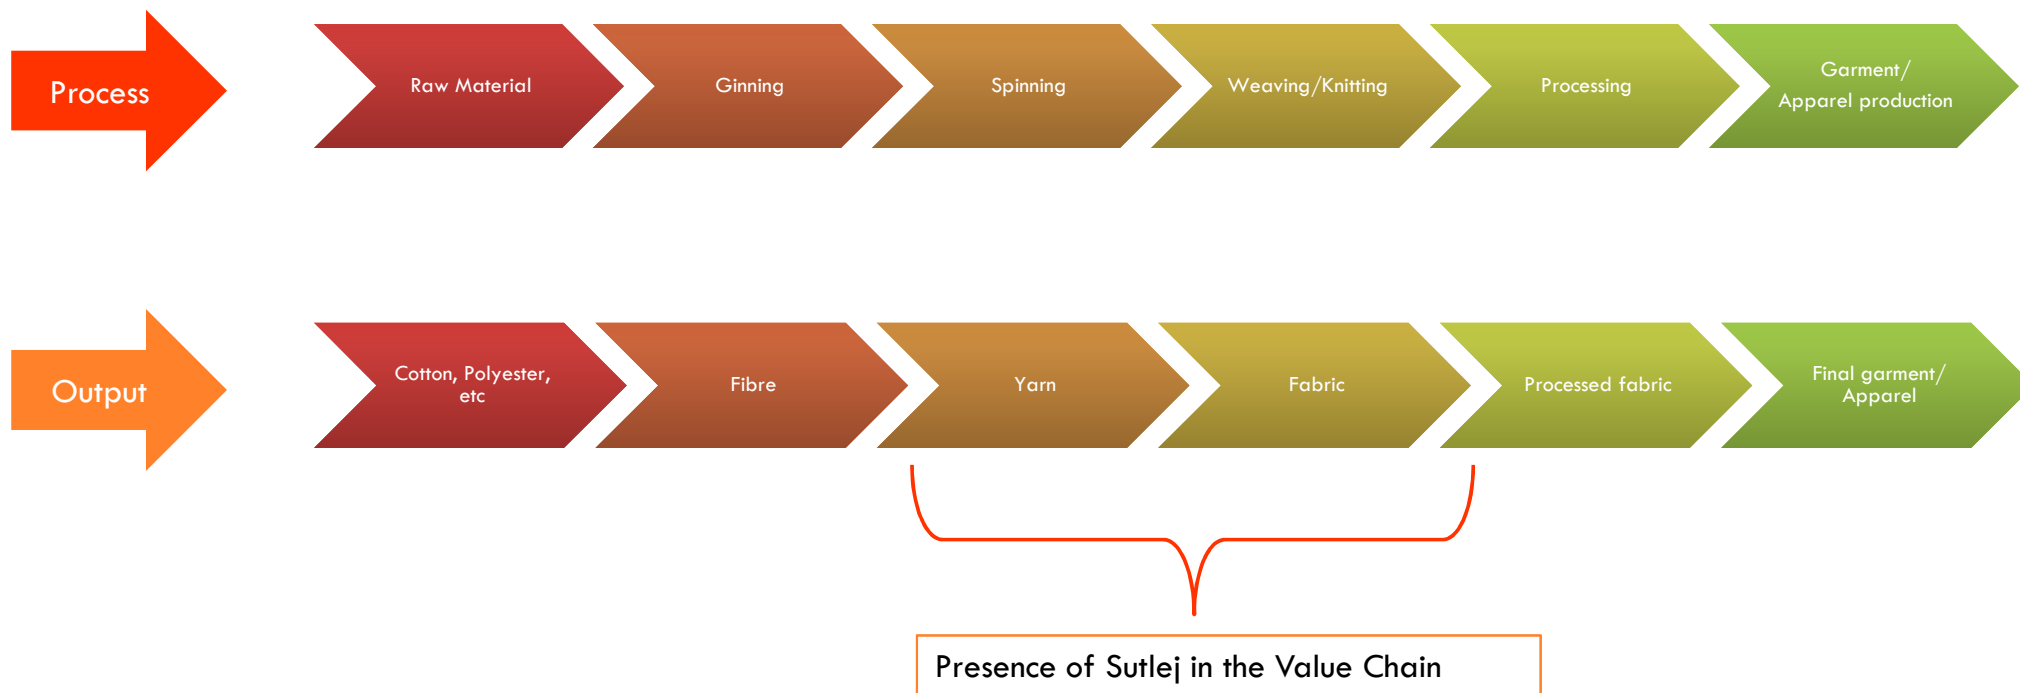 Process
Raw Material
Ginning
Spinning
Weaving/Knitting
Processing
Garment/
Apparel production
Output
Cotton, Polyester,
etc
Fibre
Yarn
Fabric
Processed fabric
Final garment/
Apparel
Presence of Sutlej in the Value Chain